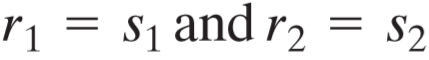 r₁ = s₁ and r₂ = s₂